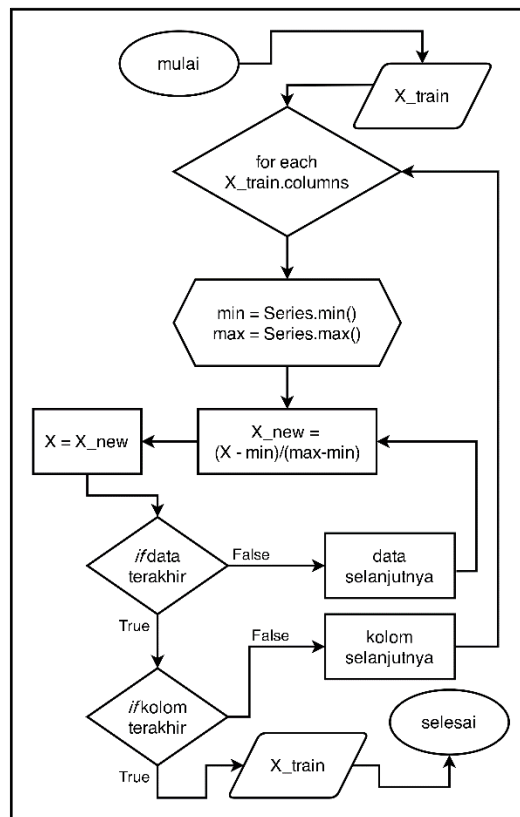 mulai
X_train
for each
X_train.columns
min = Series.min()
max = Series.max()
X = X_new
X_new =
(X - min)/(max-min)
if data
terakhir
False
data
selanjutnya
True
if kolom
terakhir
False
kolom
selanjutnya
True
X_train
selesai